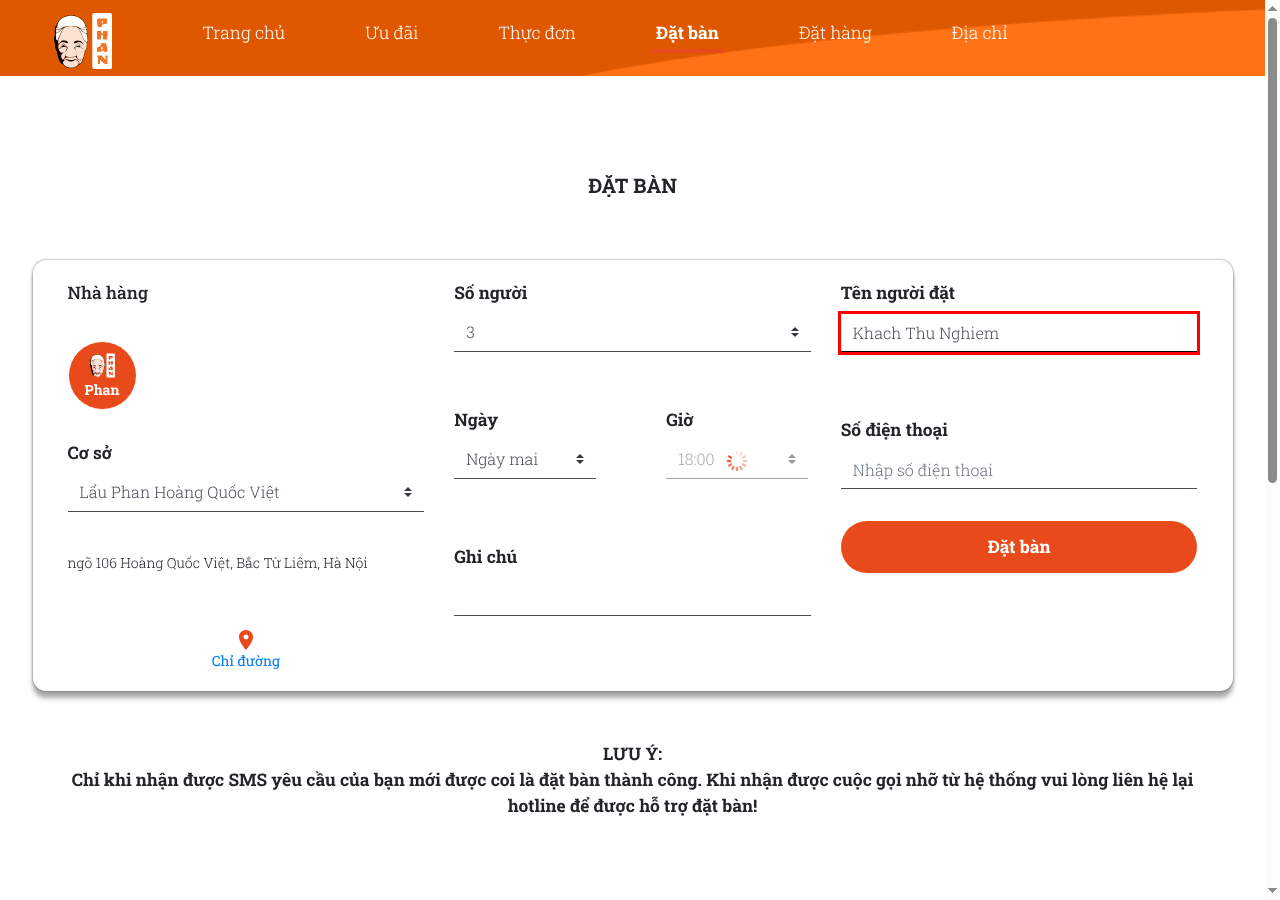 PHAN
Trang chủ
Ưu đãi
Thực đơn
Đặt bàn
Đặt hàng
Địa chỉ
ĐẶT BÀN
Nhà hàng
PHAN
Phan
Cơ sở
Lẩu Phan Hoàng Quốc Việt
ngõ 106 Hoàng Quốc Việt, Bắc Từ Liêm, Hà Nội
Chỉ đường
Số người
3
Ngày
Giờ
Ngày mai
18:00
Ghi chú
Tên người đặt
Khach Thu Nghiem
Số điện thoại
Nhập số điện thoại
Đặt bàn
LƯU Ý:
Chỉ khi nhận được SMS yêu cầu của bạn mới được coi là đặt bàn thành công. Khi nhận được cuộc gọi nhỡ từ hệ thống vui lòng liên hệ lại
hotline để được hỗ trợ đặt bàn!